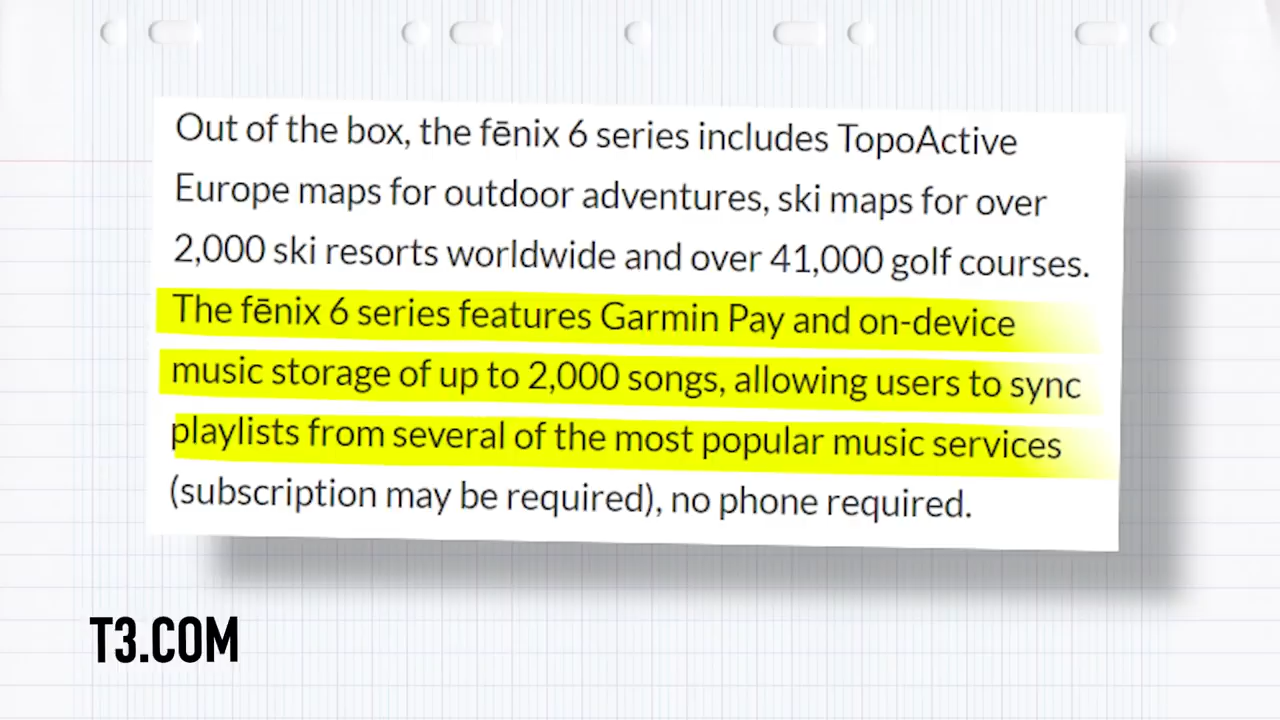 Out of the box, the fēnix 6 series includes TopoActive
Europe maps for outdoor adventures, ski maps for over
2,000 ski resorts worldwide and over 41,000 golf courses.
The fēnix 6 series features Garmin Pay and on-device
music storage of up to 2,000 songs, allowing users to sync
playlists from several of the most popular music services
(subscription may be required), no phone required.
T3.COM